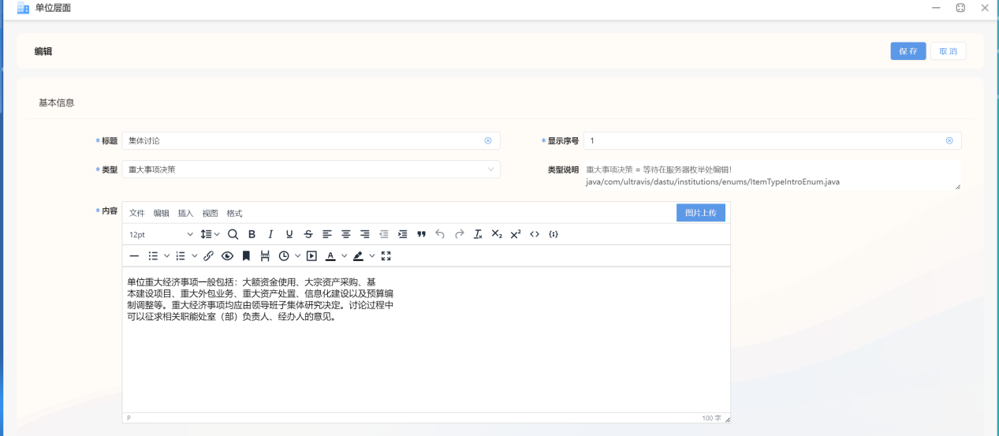 单位层面
编辑
保 存
取 消
基本信息
* 标题
集体讨论
* 显示序号
1
* 类型
重大事项决策
类型说明
重大事项决策 = 等待在服务器枚举处编辑!
java/com/ultravis/dastu/institutions/enums/ItemTypeIntroEnum.java
* 内容
文件 编辑 插入 视图 格式
图片上传
12pt
单位重大经济事项一般包括：大额资金使用、大宗资产采购、基
本建设项目、重大外包业务、重大资产处置、信息化建设以及预算编
制调整等。重大经济事项均应由领导班子集体研究决定。讨论过程中
可以征求相关职能处室（部）负责人、经办人的意见。
P
100 字